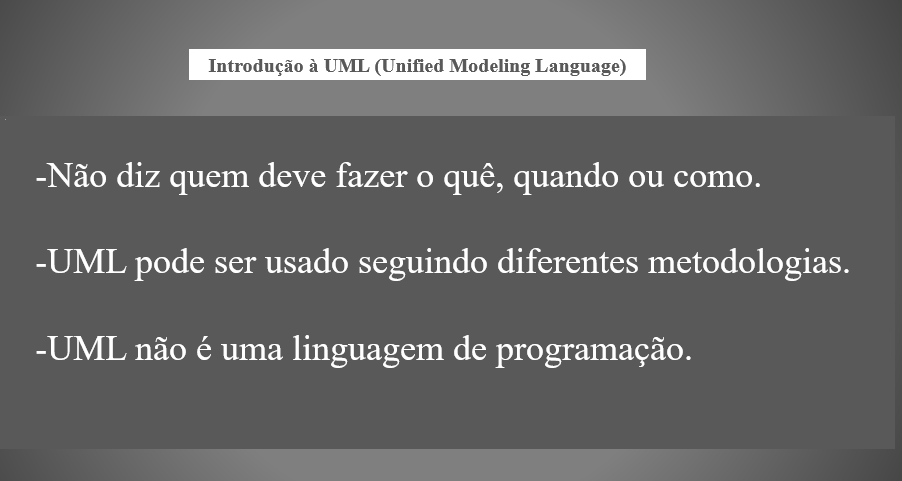 Introdução à UML (Unified Modeling Language)
-Não diz quem deve fazer o quê, quando ou como.
-UML pode ser usado seguindo diferentes metodologias.
-UML não é uma linguagem de programação.